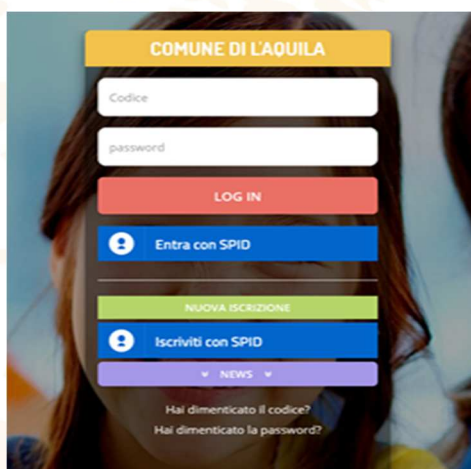 COMUNE DI L'AQUILA
Codice
password
LOG IN
Entra con SPID
NUOVA ISCRIZIONE
Iscriviti con SPID
NEWS
Hai dimenticato il codice?
Hai dimenticato la password?